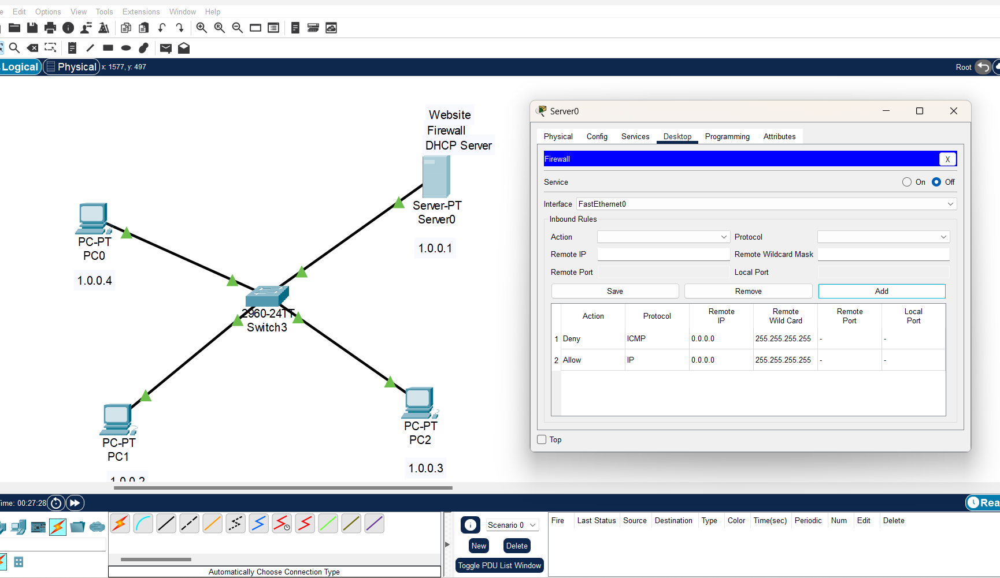 Edit Options View Tools Extensions Window Help
Logical Physical x: 1577, y: 497 Root
Website
Firewall
DHCP Server
Server-PT
Server0
1.0.0.1
PC-PT
PC0
1.0.0.4
2960-24TT
Switch3
PC-PT
PC1
1.0.0.2
PC-PT
PC2
1.0.0.3
Server0
Physical Config Services Desktop Programming Attributes
Firewall X
Service On Off
Interface FastEthernet0
Inbound Rules
Action Protocol
Remote IP Remote Wildcard Mask
Remote Port Local Port
Save Remove Add
Action Protocol Remote IP Remote Wild Card Remote Port Local Port
1 Deny ICMP 0.0.0.0 255.255.255.255 - -
2 Allow IP 0.0.0.0 255.255.255.255 - -
Top
ime: 00:27:28 Rea
Scenario 0
New Delete
Toggle PDU List Window
Fire Last Status Source Destination Type Color Time(sec) Periodic Num Edit Delete
Automatically Choose Connection Type